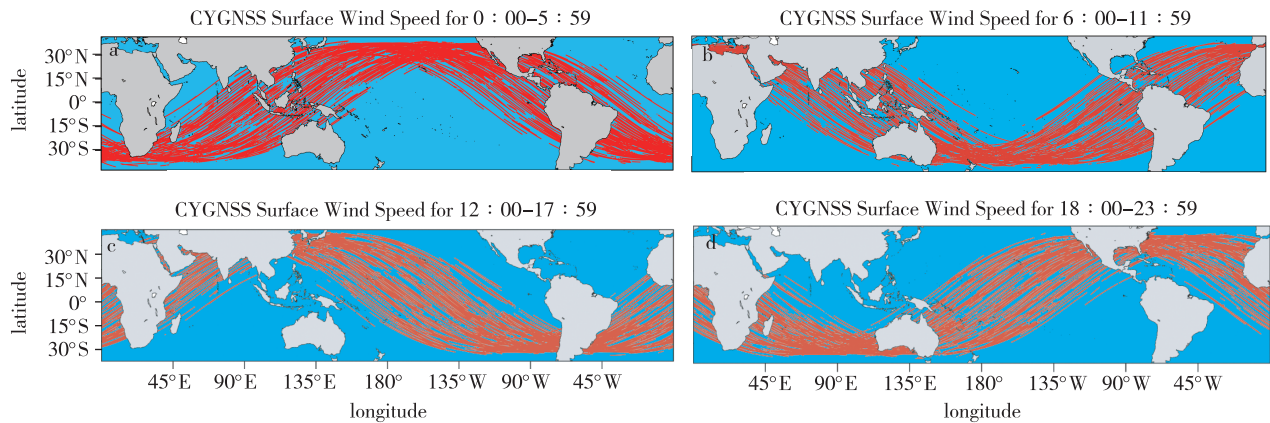 CYGNSS Surface Wind Speed for 0：00–5：59
a
30°N
15°N
0°
15°S
30°S
latitude
CYGNSS Surface Wind Speed for 6：00–11：59
b
CYGNSS Surface Wind Speed for 12：00–17：59
c
30°N
15°N
0°
15°S
30°S
latitude
45°E 90°E 135°E 180° 135°W 90°W 45°W
longitude
CYGNSS Surface Wind Speed for 18：00–23：59
d
45°E 90°E 135°E 180° 135°W 90°W 45°W
longitude